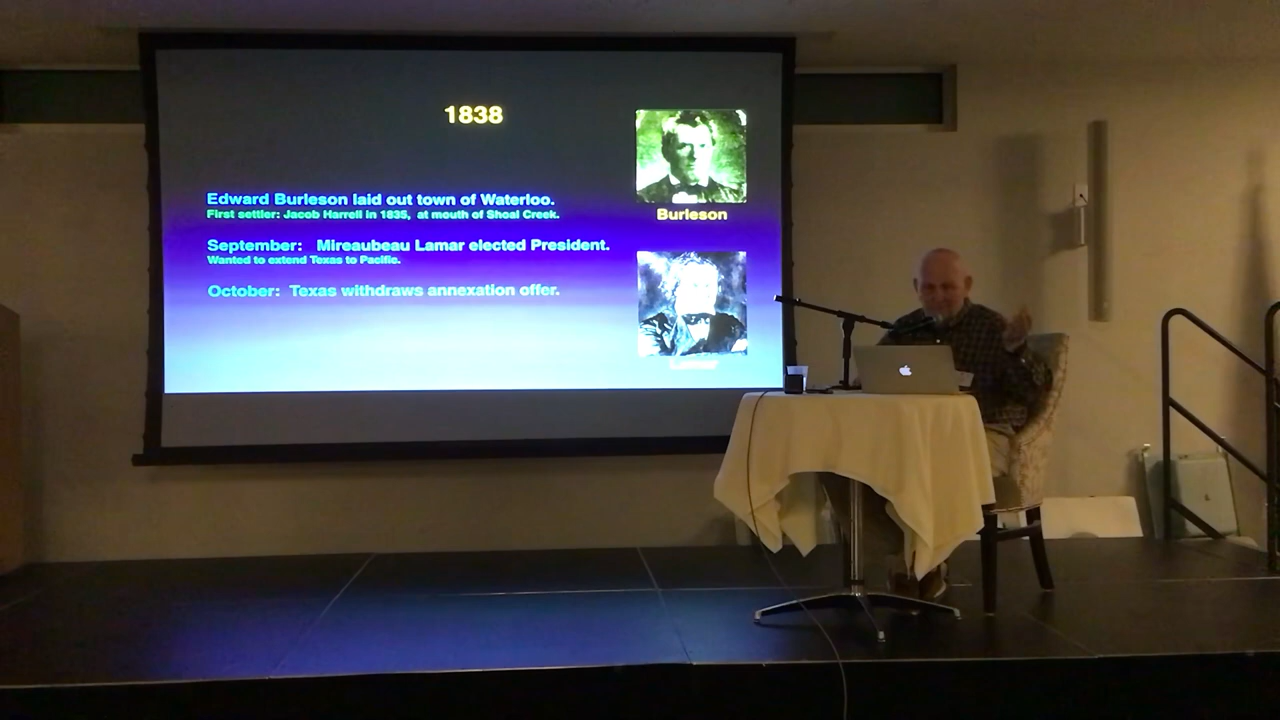 1838
Edward Burleson laid out town of Waterloo.
First settler: Jacob Harrell in 1835, at mouth of Shoal Creek.
Burleson
September: Mireaubeau Lamar elected President.
Wanted to extend Texas to Pacific.
October: Texas withdraws annexation offer.
Lamar